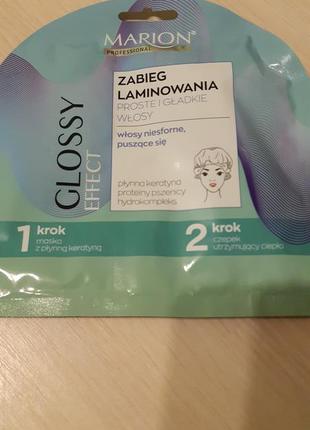 MARION
PROFESSIONAL
GLOSSY
EFFECT
ZABIEG
LAMINOWANIA
PROSTE I GŁADKIE
WŁOSY
włosy niesforne,
puszące się
płynna keratyna
proteiny pszenicy
hydrokompleks
1 krok
maska
z płynną keratyną
2 krok
czepek
utrzymujący ciepło